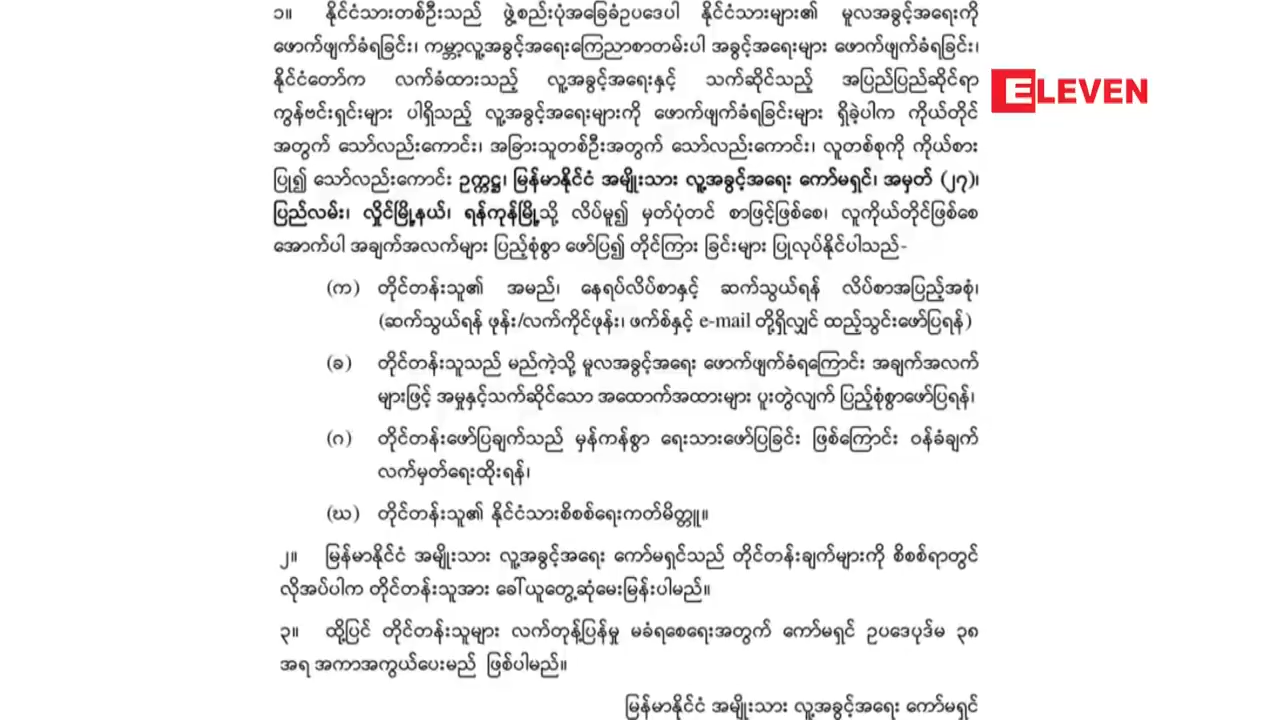 ၁။ နိုင်ငံသားတစ်ဦးသည် ဖွဲ့စည်းပုံအခြေခံဥပဒေပါ နိုင်ငံသားများ၏ မူလအခွင့်အရေးကို
ဖောက်ဖျက်ခံရခြင်း၊ ကမ္ဘာ့လူ့အခွင့်အရေးကြေညာစာတမ်းပါ အခွင့်အရေးများ ဖောက်ဖျက်ခံရခြင်း၊
နိုင်ငံတော်က လက်ခံထားသည့် လူ့အခွင့်အရေးနှင့် သက်ဆိုင်သည့် အပြည်ပြည်ဆိုင်ရာ
ELEVEN
ကွန်ဗင်းရှင်းများ ပါရှိသည့် လူ့အခွင့်အရေးများကို ဖောက်ဖျက်ခံရခြင်းများ ရှိခဲ့ပါက ကိုယ်တိုင်
အတွက် သော်လည်းကောင်း၊ အခြားသူတစ်ဦးအတွက် သော်လည်းကောင်း၊ လူတစ်စုကို ကိုယ်စား
ပြု၍ သော်လည်းကောင်း ဥက္ကဋ္ဌ၊ မြန်မာနိုင်ငံ အမျိုးသား လူ့အခွင့်အရေး ကော်မရှင်၊ အမှတ် (၂၇)၊
ပြည်လမ်း၊ လှိုင်မြို့နယ်၊ ရန်ကုန်မြို့သို့ လိပ်မူ၍ မှတ်ပုံတင် စာဖြင့်ဖြစ်စေ၊ လူကိုယ်တိုင်ဖြစ်စေ
အောက်ပါ အချက်အလက်များ ပြည့်စုံစွာ ဖော်ပြ၍ တိုင်ကြား ခြင်းများ ပြုလုပ်နိုင်ပါသည်-
(က) တိုင်တန်းသူ၏ အမည်၊ နေရပ်လိပ်စာနှင့် ဆက်သွယ်ရန် လိပ်စာအပြည့်အစုံ၊
(ဆက်သွယ်ရန် ဖုန်း/လက်ကိုင်ဖုန်း၊ ဖက်စ်နှင့် e-mail တို့ရှိလျှင် ထည့်သွင်းဖော်ပြရန်)
(ခ) တိုင်တန်းသူသည် မည်ကဲ့သို့ မူလအခွင့်အရေး ဖောက်ဖျက်ခံရကြောင်း အချက်အလက်
များဖြင့် အမှုနှင့်သက်ဆိုင်သော အထောက်အထားများ ပူးတွဲလျက် ပြည့်စုံစွာဖော်ပြရန်၊
(ဂ) တိုင်တန်းဖော်ပြချက်သည် မှန်ကန်စွာ ရေးသားဖော်ပြခြင်း ဖြစ်ကြောင်း ဝန်ခံချက်
လက်မှတ်ရေးထိုးရန်၊
(ဃ) တိုင်တန်းသူ၏ နိုင်ငံသားစိစစ်ရေးကတ်မိတ္တူ။
၂။ မြန်မာနိုင်ငံ အမျိုးသား လူ့အခွင့်အရေး ကော်မရှင်သည် တိုင်တန်းချက်များကို စိစစ်ရာတွင်
လိုအပ်ပါက တိုင်တန်းသူအား ခေါ်ယူတွေ့ဆုံမေးမြန်းပါမည်။
၃။ ထို့ပြင် တိုင်တန်းသူများ လက်တုန့်ပြန်မှု မခံရစေရေးအတွက် ကော်မရှင် ဥပဒေပုဒ်မ ၃၈
အရ အကာအကွယ်ပေးမည် ဖြစ်ပါမည်။
မြန်မာနိုင်ငံ အမျိုးသား လူ့အခွင့်အရေး ကော်မရှင်